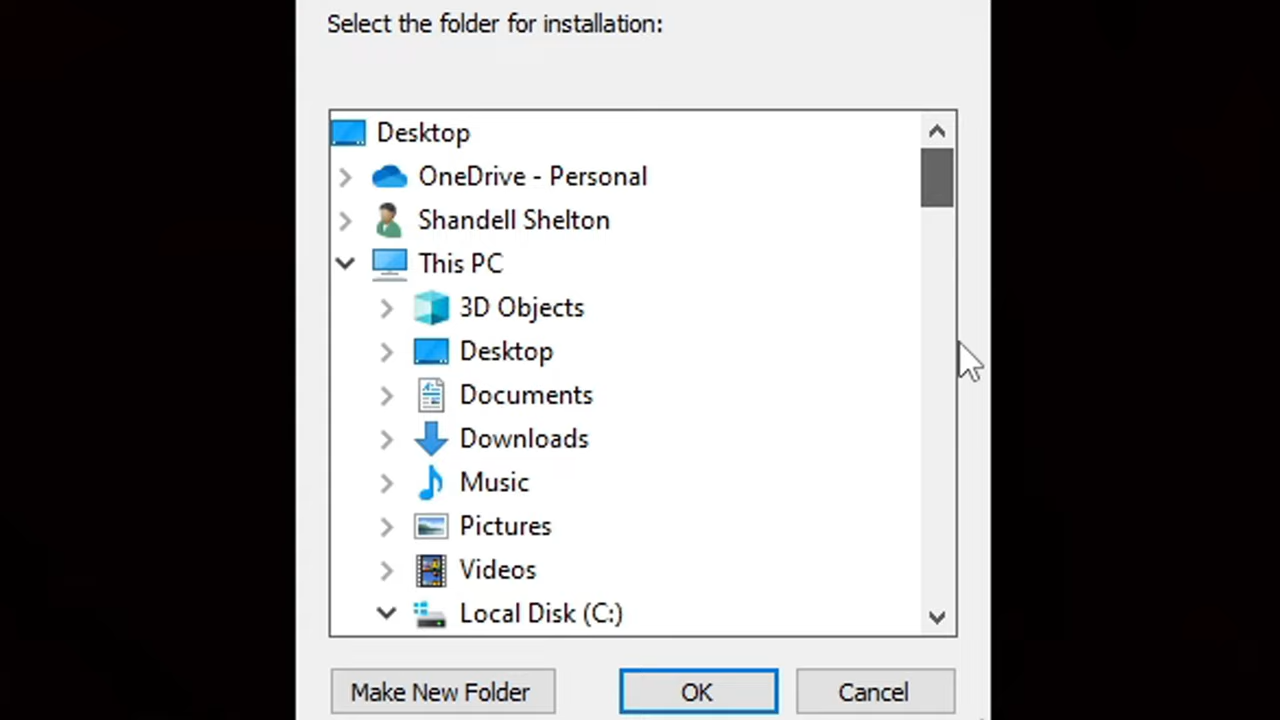 Select the folder for installation:
Desktop
OneDrive - Personal
Shandell Shelton
This PC
3D Objects
Desktop
Documents
Downloads
Music
Pictures
Videos
Local Disk (C:)
Make New Folder OK Cancel